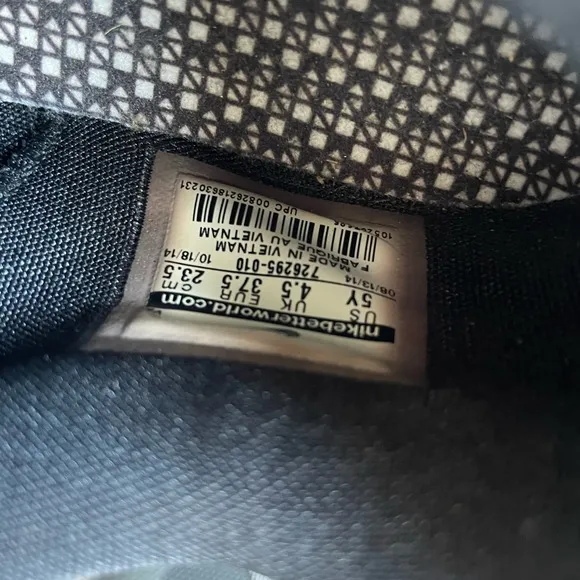 nikebetterworld.com
US UK EUR cm
5Y 4.5 37.5 23.5
08/13/14 10/18/14
726295-010
MADE IN VIETNAM
FABRIQUE AU VIETNAM
UPC 00826218630231